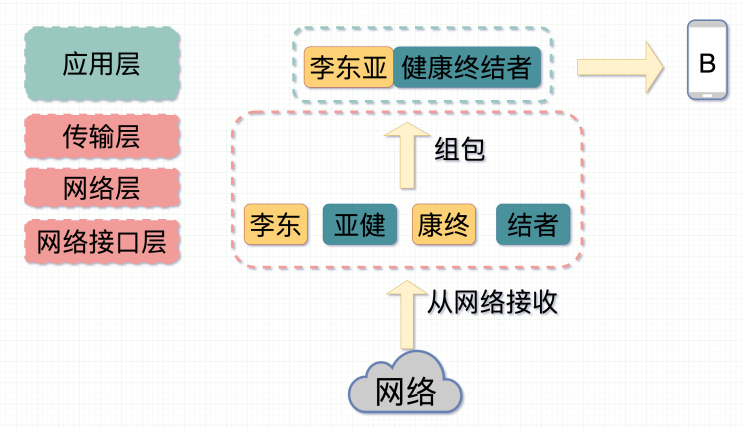 应用层
李东亚 健康终结者
B
传输层
组包
网络层
李东 亚健 康终 结者
网络接口层
从网络接收
网络